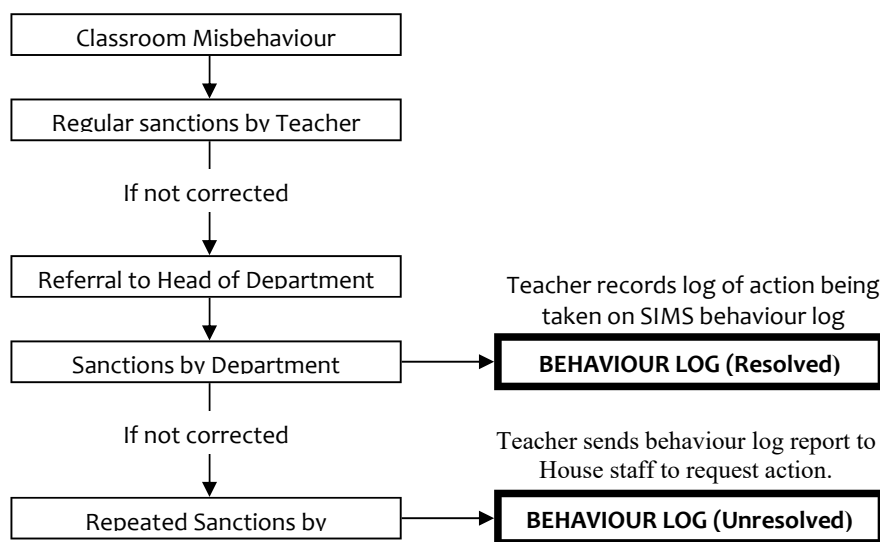 Classroom Misbehaviour
Regular sanctions by Teacher
If not corrected
Referral to Head of Department
Teacher records log of action being
taken on SIMS behaviour log
Sanctions by Department
BEHAVIOUR LOG (Resolved)
If not corrected
Teacher sends behaviour log report to
House staff to request action.
Repeated Sanctions by
BEHAVIOUR LOG (Unresolved)